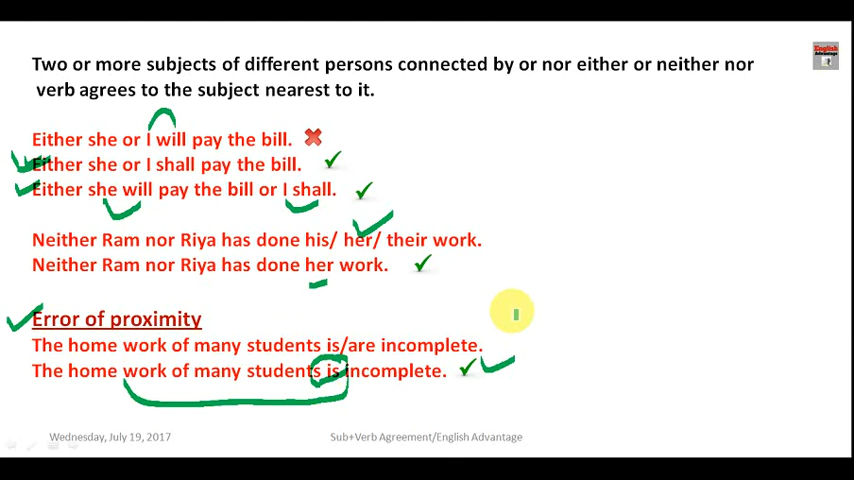 English
Advantage
Two or more subjects of different persons connected by or nor either or neither nor
verb agrees to the subject nearest to it.
Either she or I will pay the bill.
Either she or I shall pay the bill.
Either she will pay the bill or I shall.
Neither Ram nor Riya has done his/ her/ their work.
Neither Ram nor Riya has done her work.
Error of proximity
The home work of many students is/are incomplete.
The home work of many students is incomplete.
Wednesday, July 19, 2017 Sub+Verb Agreement/English Advantage